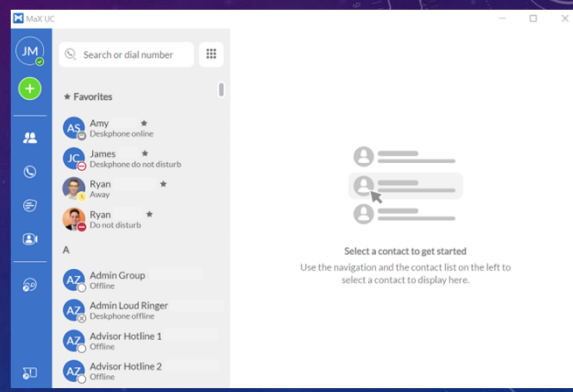 MaX UC
JM
Search or dial number
Favorites
AS
Amy
Deskphone online
JC
James
Deskphone do not disturb
Ryan
Away
Ryan
Do not disturb
A
AZ
Admin Group
Offline
AZ
Admin Loud Ringer
Deskphone offline
AZ
Advisor Hotline 1
Offline
AZ
Advisor Hotline 2
Offline
Select a contact to get started
Use the navigation and the contact list on the left to
select a contact to display here.